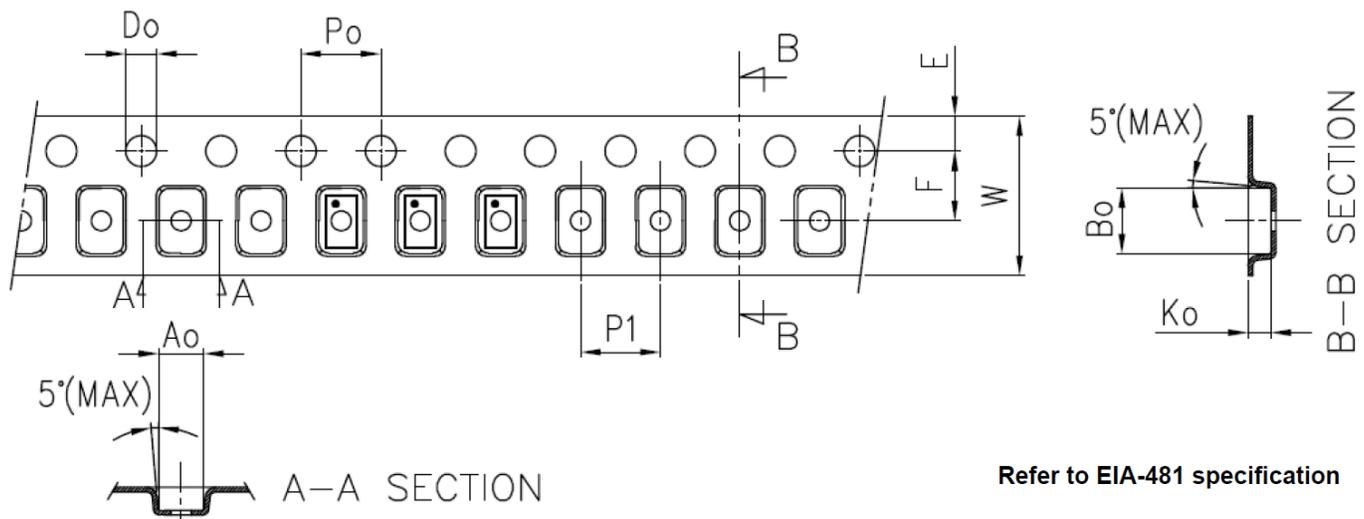 Do
Po
B
E
5°(MAX)
F
W
Bo
A
A
P1
B
Ko
B-B SECTION
Ao
5°(MAX)
A-A SECTION
Refer to EIA-481 specification